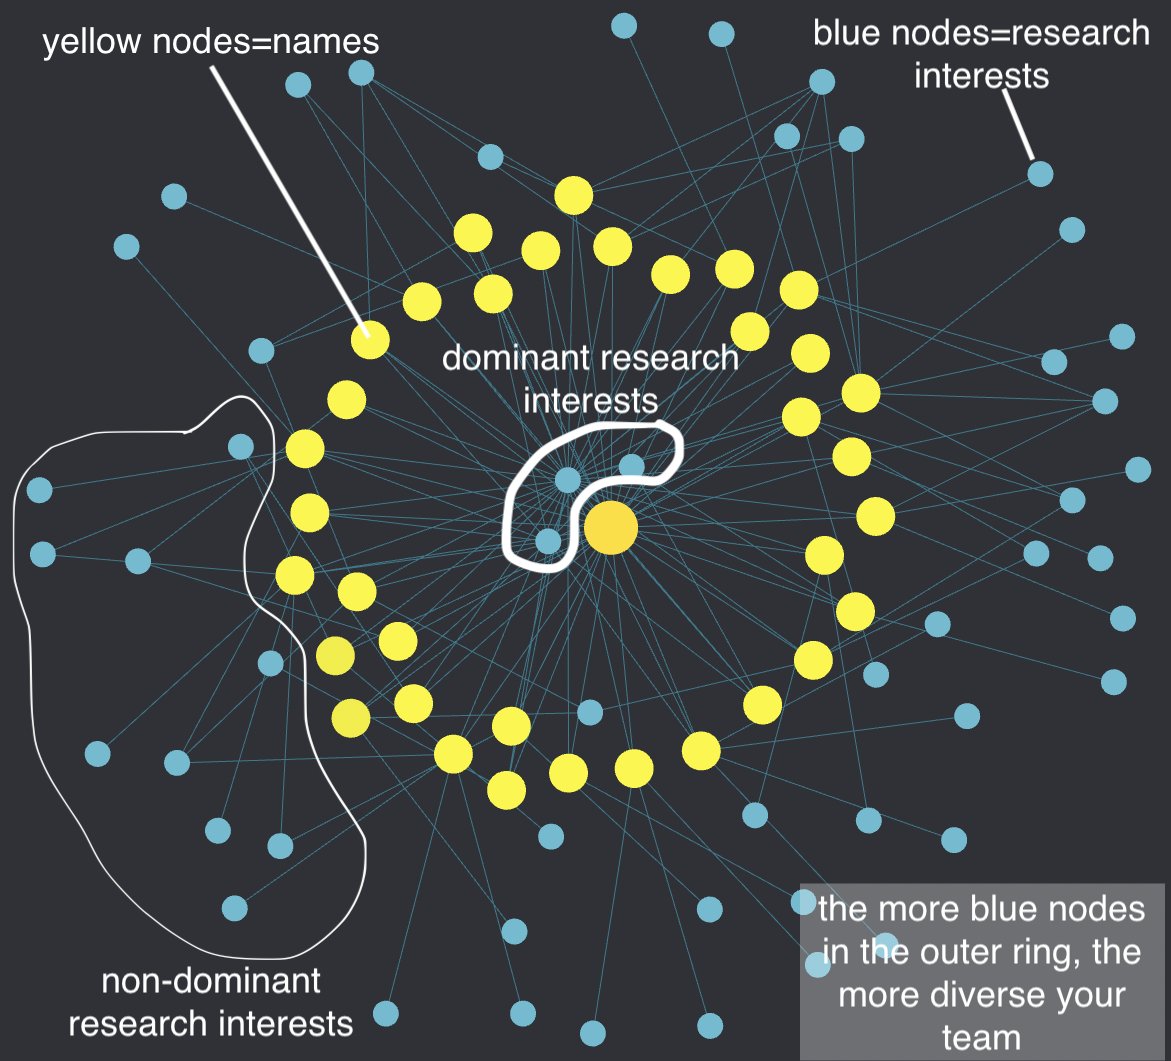 yellow nodes=names
blue nodes=research
interests
dominant research
interests
non-dominant
research interests
the more blue nodes
in the outer ring, the
more diverse your
team